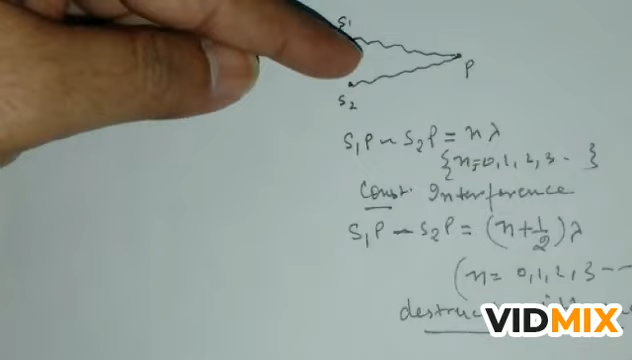 S1
P
S2
S₁P ~ S₂P = nλ
{n=0,1,2,3 - }
Const. Interference
S₁P ~ S₂P = (n+1/2)λ
(n= 0,1,2,3 ---
VIDMIX